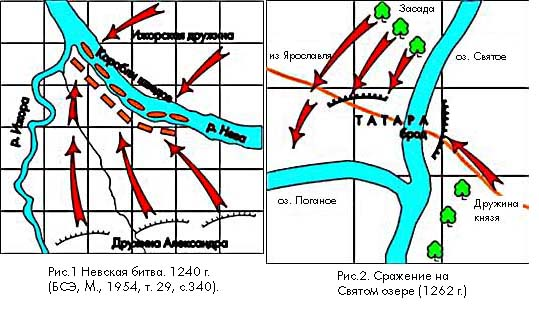 Ижорская дружина
Корабли шведов
р. Ижора
р. Нева
Дружина Александра
Рис.1 Невская битва. 1240 г.
(БСЭ, М., 1954, т. 29, с.340).
Засада
из Ярославля
оз. Святое
ТАТАРА
брод
оз. Поганое
Дружина
князя
Рис.2. Сражение на
Святом озере (1262 г.)